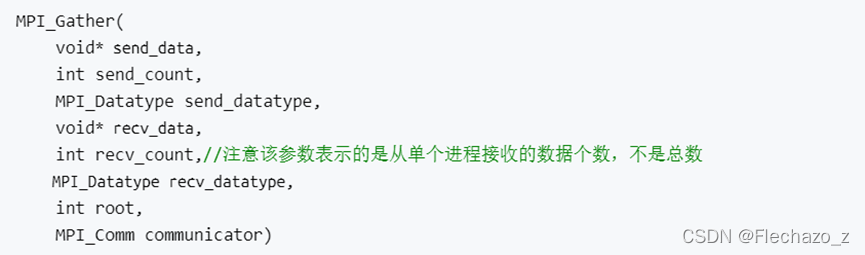 MPI_Gather(
    void* send_data,
    int send_count,
    MPI_Datatype send_datatype,
    void* recv_data,
    int recv_count,//注意该参数表示的是从单个进程接收的数据个数，不是总数
    MPI_Datatype recv_datatype,
    int root,
    MPI_Comm communicator)
CSDN @Flechazo_z